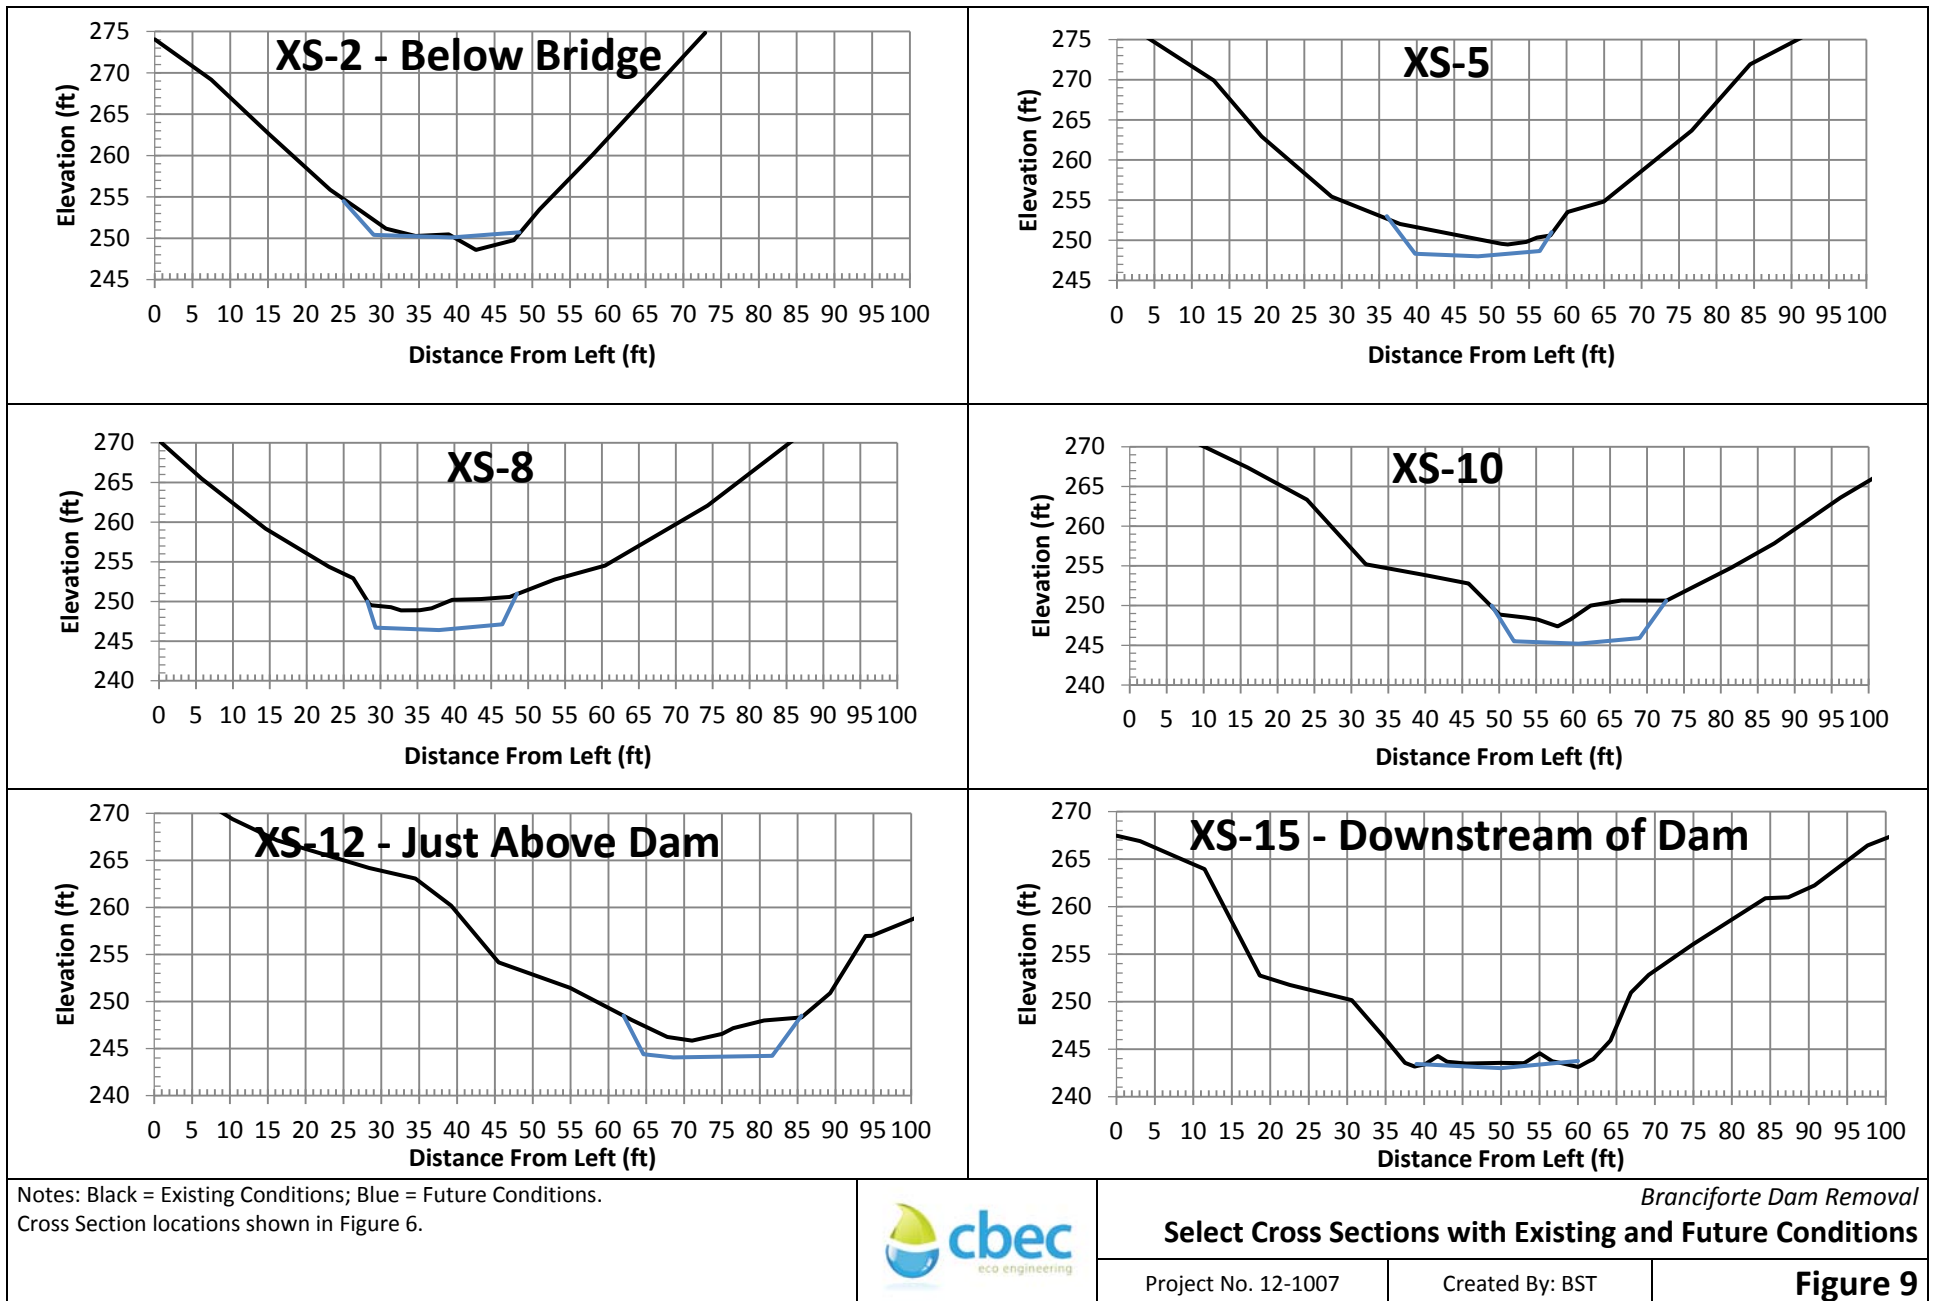 XS-2 - Below Bridge
Elevation (ft)
275
270
265
260
255
250
245
0 5 10 15 20 25 30 35 40 45 50 55 60 65 70 75 80 85 90 95 100
Distance From Left (ft)
XS-5
Elevation (ft)
275
270
265
260
255
250
245
0 5 10 15 20 25 30 35 40 45 50 55 60 65 70 75 80 85 90 95 100
Distance From Left (ft)
XS-8
Elevation (ft)
270
265
260
255
250
245
240
0 5 10 15 20 25 30 35 40 45 50 55 60 65 70 75 80 85 90 95 100
Distance From Left (ft)
XS-10
Elevation (ft)
270
265
260
255
250
245
240
0 5 10 15 20 25 30 35 40 45 50 55 60 65 70 75 80 85 90 95 100
Distance From Left (ft)
XS-12 - Just Above Dam
Elevation (ft)
270
265
260
255
250
245
240
0 5 10 15 20 25 30 35 40 45 50 55 60 65 70 75 80 85 90 95 100
Distance From Left (ft)
XS-15 - Downstream of Dam
Elevation (ft)
270
265
260
255
250
245
240
0 5 10 15 20 25 30 35 40 45 50 55 60 65 70 75 80 85 90 95 100
Distance From Left (ft)
Notes: Black = Existing Conditions; Blue = Future Conditions.
Cross Section locations shown in Figure 6.
cbec
eco engineering
Branciforte Dam Removal
Select Cross Sections with Existing and Future Conditions
Project No. 12-1007
Created By: BST
Figure 9